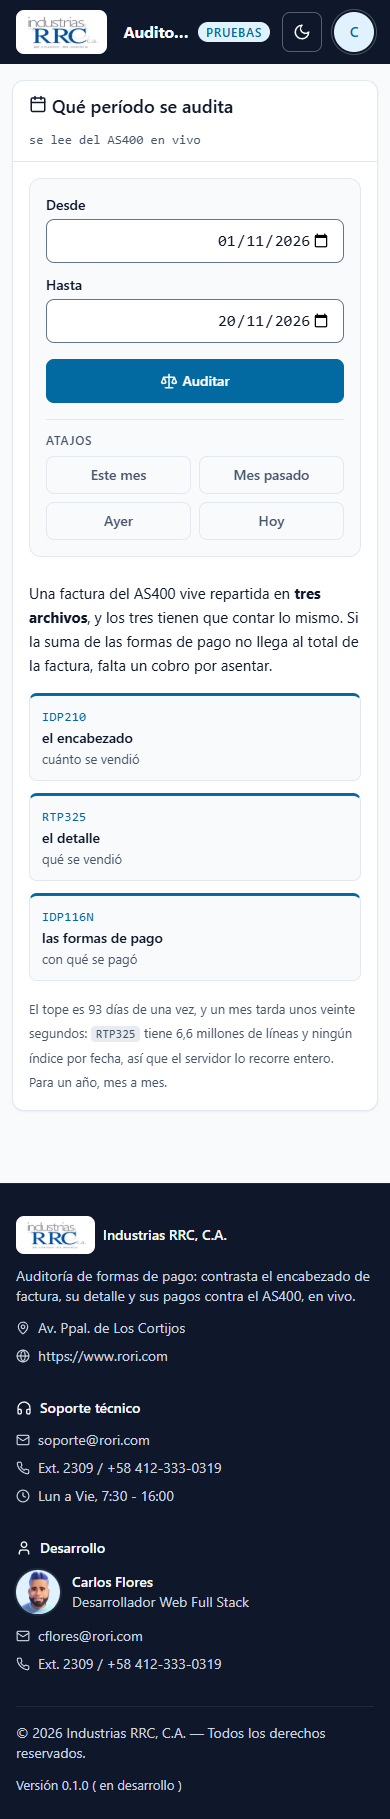 industrias
RRC C.A.
Audito...
PRUEBAS
C
Qué período se audita
se lee del AS400 en vivo
Desde
01/11/2026
Hasta
20/11/2026
Auditar
ATAJOS
Este mes
Mes pasado
Ayer
Hoy
Una factura del AS400 vive repartida en tres
archivos, y los tres tienen que contar lo mismo. Si
la suma de las formas de pago no llega al total de
la factura, falta un cobro por asentar.
IDP210
el encabezado
cuánto se vendió
RTP325
el detalle
qué se vendió
IDP116N
las formas de pago
con qué se pagó
El tope es 93 días de una vez, y un mes tarda unos veinte
segundos: RTP325 tiene 6,6 millones de líneas y ningún
índice por fecha, así que el servidor lo recorre entero.
Para un año, mes a mes.
industrias
RRC C.A.
Industrias RRC, C.A.
Auditoría de formas de pago: contrasta el encabezado de
factura, su detalle y sus pagos contra el AS400, en vivo.
Av. Ppal. de Los Cortijos
https://www.rori.com
Soporte técnico
soporte@rori.com
Ext. 2309 / +58 412-333-0319
Lun a Vie, 7:30 - 16:00
Desarrollo
Carlos Flores
Desarrollador Web Full Stack
cflores@rori.com
Ext. 2309 / +58 412-333-0319
© 2026 Industrias RRC, C.A. — Todos los derechos
reservados.
Versión 0.1.0 ( en desarrollo )